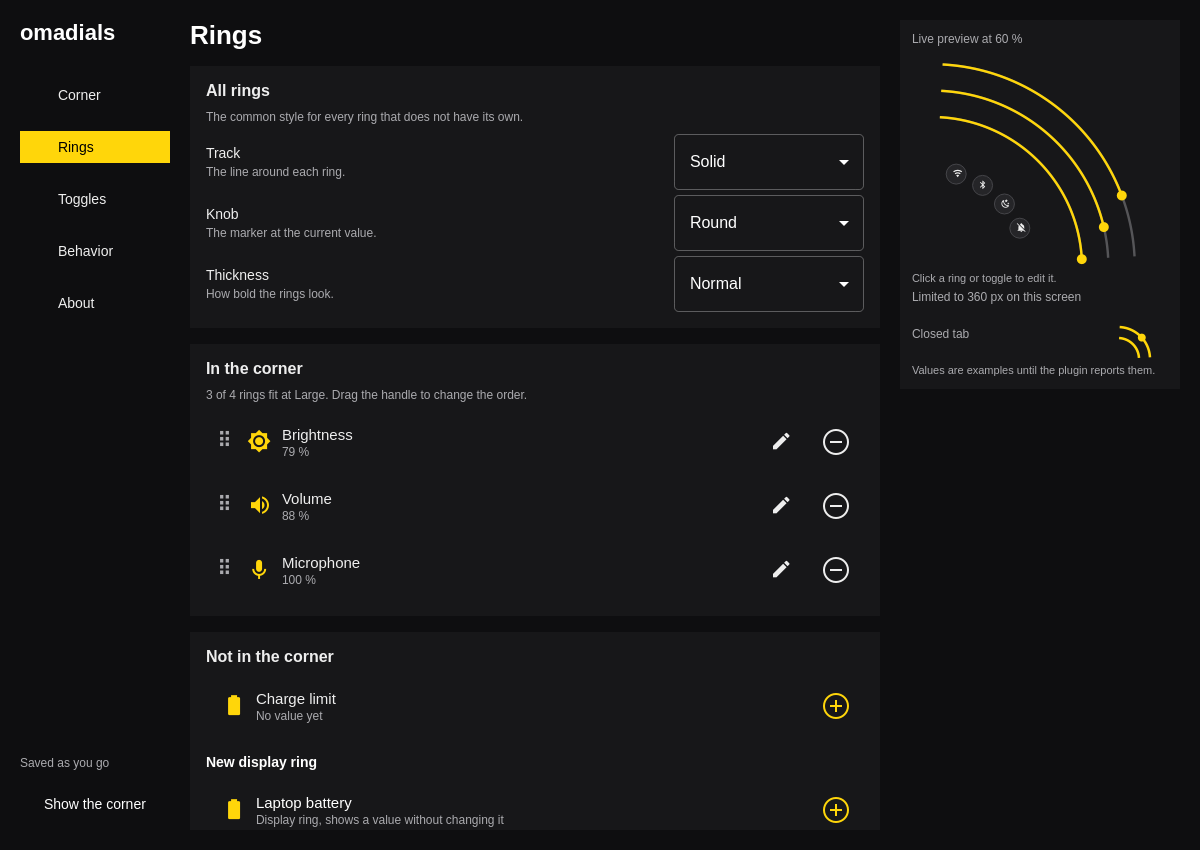 omadials
Corner
Rings
Toggles
Behavior
About
Saved as you go
Show the corner
Rings
All rings
The common style for every ring that does not have its own.
Track
The line around each ring.
Solid
Knob
The marker at the current value.
Round
Thickness
How bold the rings look.
Normal
In the corner
3 of 4 rings fit at Large. Drag the handle to change the order.
Brightness
79 %
Volume
88 %
Microphone
100 %
Not in the corner
Charge limit
No value yet
New display ring
Laptop battery
Display ring, shows a value without changing it
Live preview at 60 %
Click a ring or toggle to edit it.
Limited to 360 px on this screen
Closed tab
Values are examples until the plugin reports them.